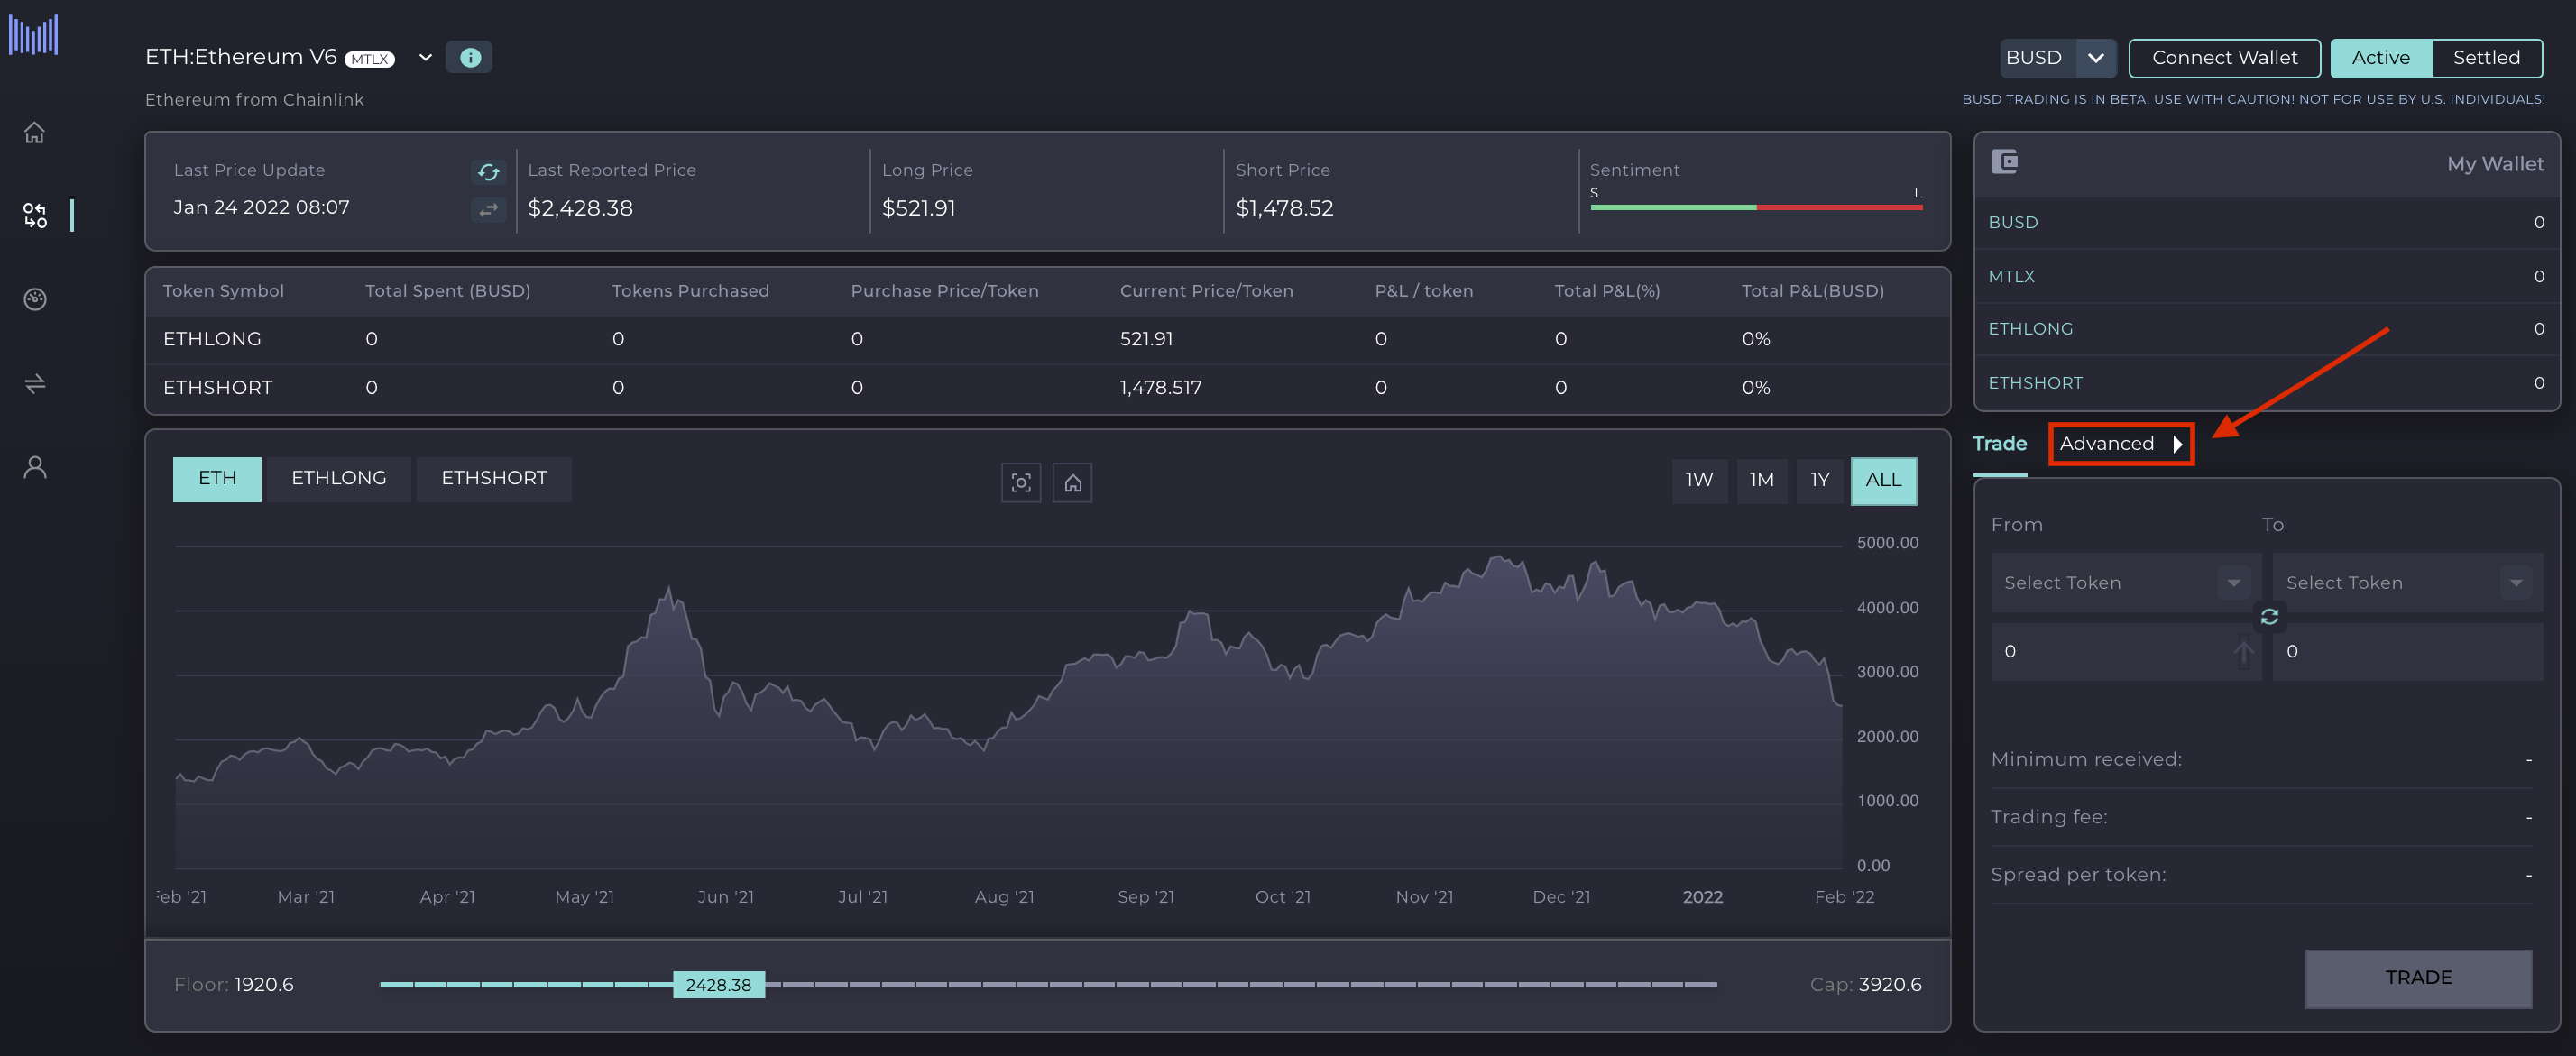 ETH:Ethereum V6 MTLX
BUSD
Connect Wallet
Active
Settled
Ethereum from Chainlink
BUSD TRADING IS IN BETA. USE WITH CAUTION! NOT FOR USE BY U.S. INDIVIDUALS!
Last Price Update
Jan 24 2022 08:07
Last Reported Price
$2,428.38
Long Price
$521.91
Short Price
$1,478.52
Sentiment
S L
My Wallet
BUSD 0
MTLX 0
ETHLONG 0
ETHSHORT 0
Token Symbol Total Spent (BUSD) Tokens Purchased Purchase Price/Token Current Price/Token P&L / token Total P&L(%) Total P&L(BUSD)
ETHLONG 0 0 0 521.91 0 0 0%
ETHSHORT 0 0 0 1,478.517 0 0 0%
Trade Advanced
ETH ETHLONG ETHSHORT
1W 1M 1Y ALL
5000.00
4000.00
3000.00
2000.00
1000.00
0.00
eb '21 Mar '21 Apr '21 May '21 Jun '21 Jul '21 Aug '21 Sep '21 Oct '21 Nov '21 Dec '21 2022 Feb '22
Floor: 1920.6
2428.38
Cap: 3920.6
From To
Select Token Select Token
0 0
Minimum received: -
Trading fee: -
Spread per token: -
TRADE